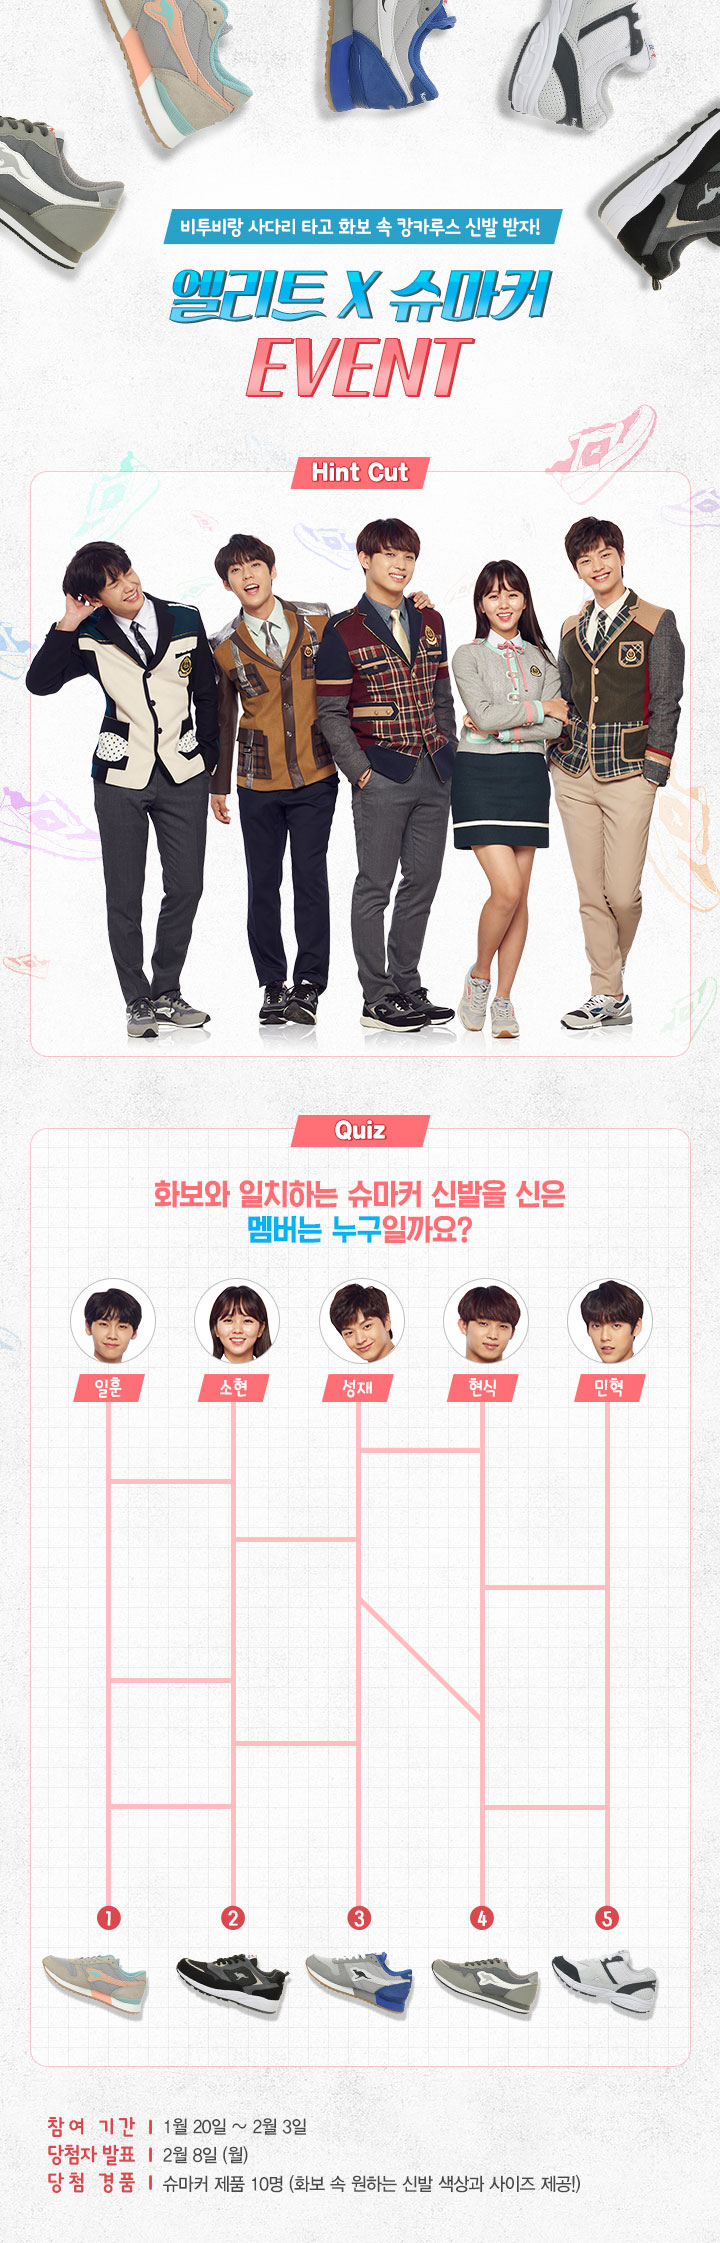 비투비랑 사다리 타고 화보 속 캉카루스 신발 받자!
엘리트 X 슈마커
EVENT
Hint Cut
Quiz
화보와 일치하는 슈마커 신발을 신은
멤버는 누구일까요?
일훈 소현 성재 현식 민혁
1 2 3 4 5
참여 기간 | 1월 20일 ~ 2월 3일
당첨자 발표 | 2월 8일 (월)
당첨 경품 | 슈마커 제품 10명 (화보 속 원하는 신발 색상과 사이즈 제공!)